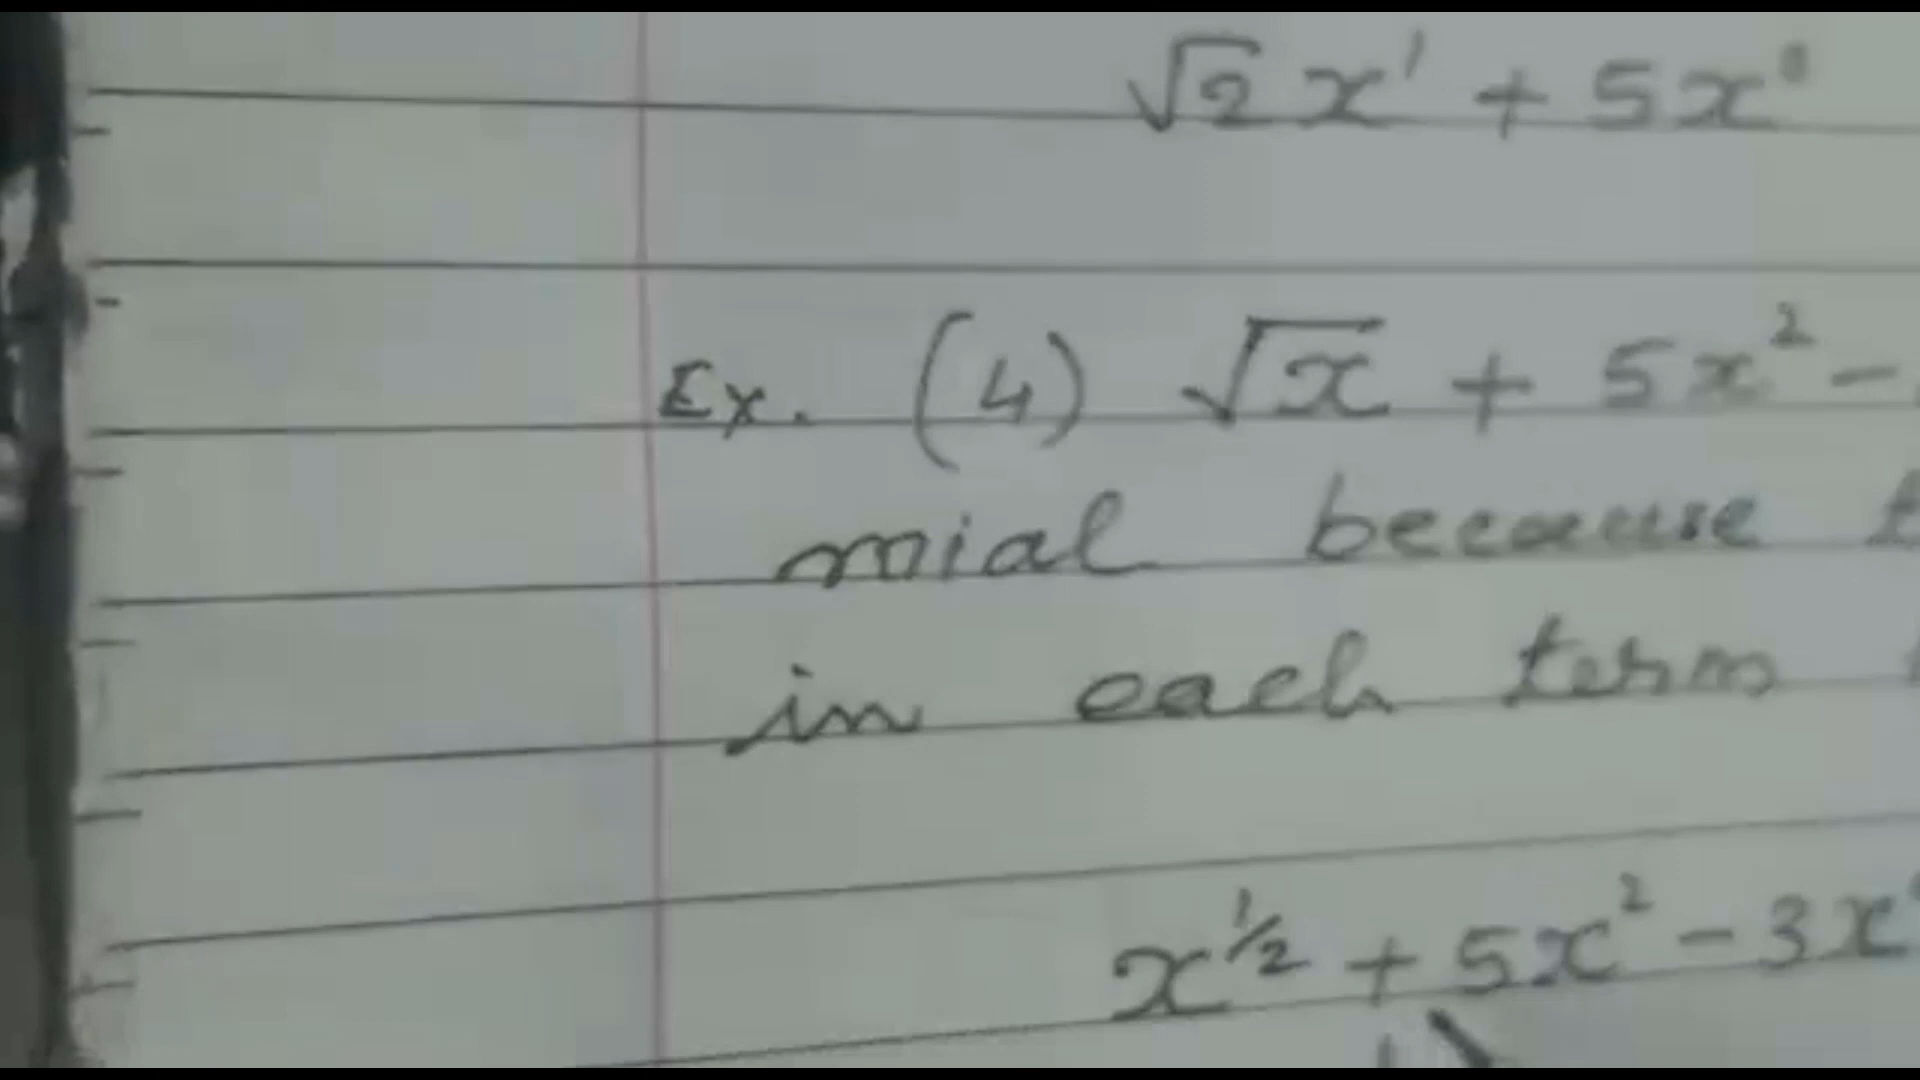 √2 x¹ + 5x⁰
Ex. (4) √x + 5x² -
mial because t
in each term
x^½ + 5x² - 3x